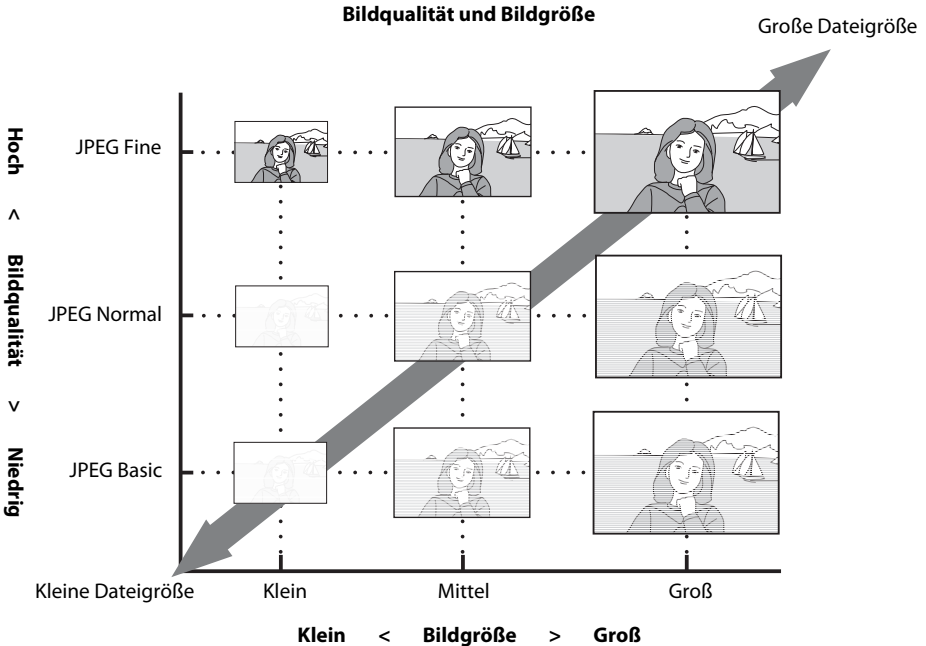 Bildqualität und Bildgröße
Große Dateigröße
Hoch < Bildqualität > Niedrig
JPEG Fine
JPEG Normal
JPEG Basic
Kleine Dateigröße
Klein
Mittel
Groß
Klein < Bildgröße > Groß